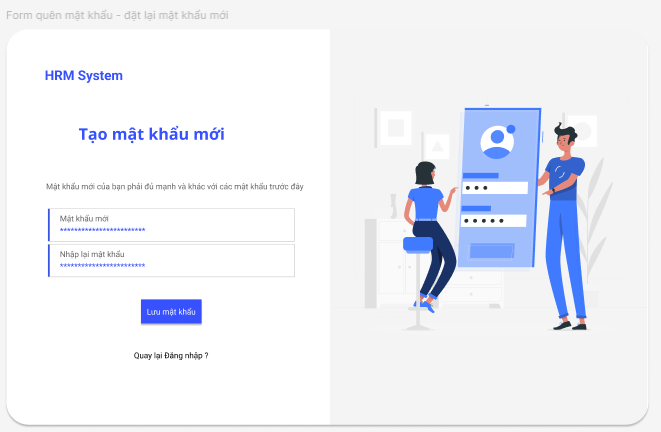 Form quên mật khẩu - đặt lại mật khẩu mới
HRM System
Tạo mật khẩu mới
Mật khẩu mới của bạn phải đủ mạnh và khác với các mật khẩu trước đây
Mật khẩu mới
************************
Nhập lại mật khẩu
************************
Lưu mật khẩu
Quay lại Đăng nhập ?